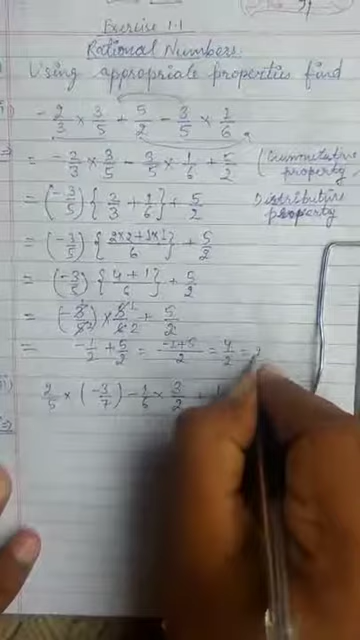 Exercise 1.1
Rational Numbers
Using appropriate properties find
-2/3 × 3/5 + 5/2 - 3/5 × 1/6
= -2/3 × 3/5 - 3/5 × 1/6 + 5/2 (Commutative property)
= (-3/5) {2/3 + 1/6} + 5/2 Distributive property
= (-3/5) {2×2+1×1/6} + 5/2
= (-3/5) {4+1/6} + 5/2
= (-3/5) × 5/6 + 5/2
= -1/2 + 5/2 = -1+5/2 = 4/2 =
2/5 × (-3/7) - 1/6 × 3/2 +